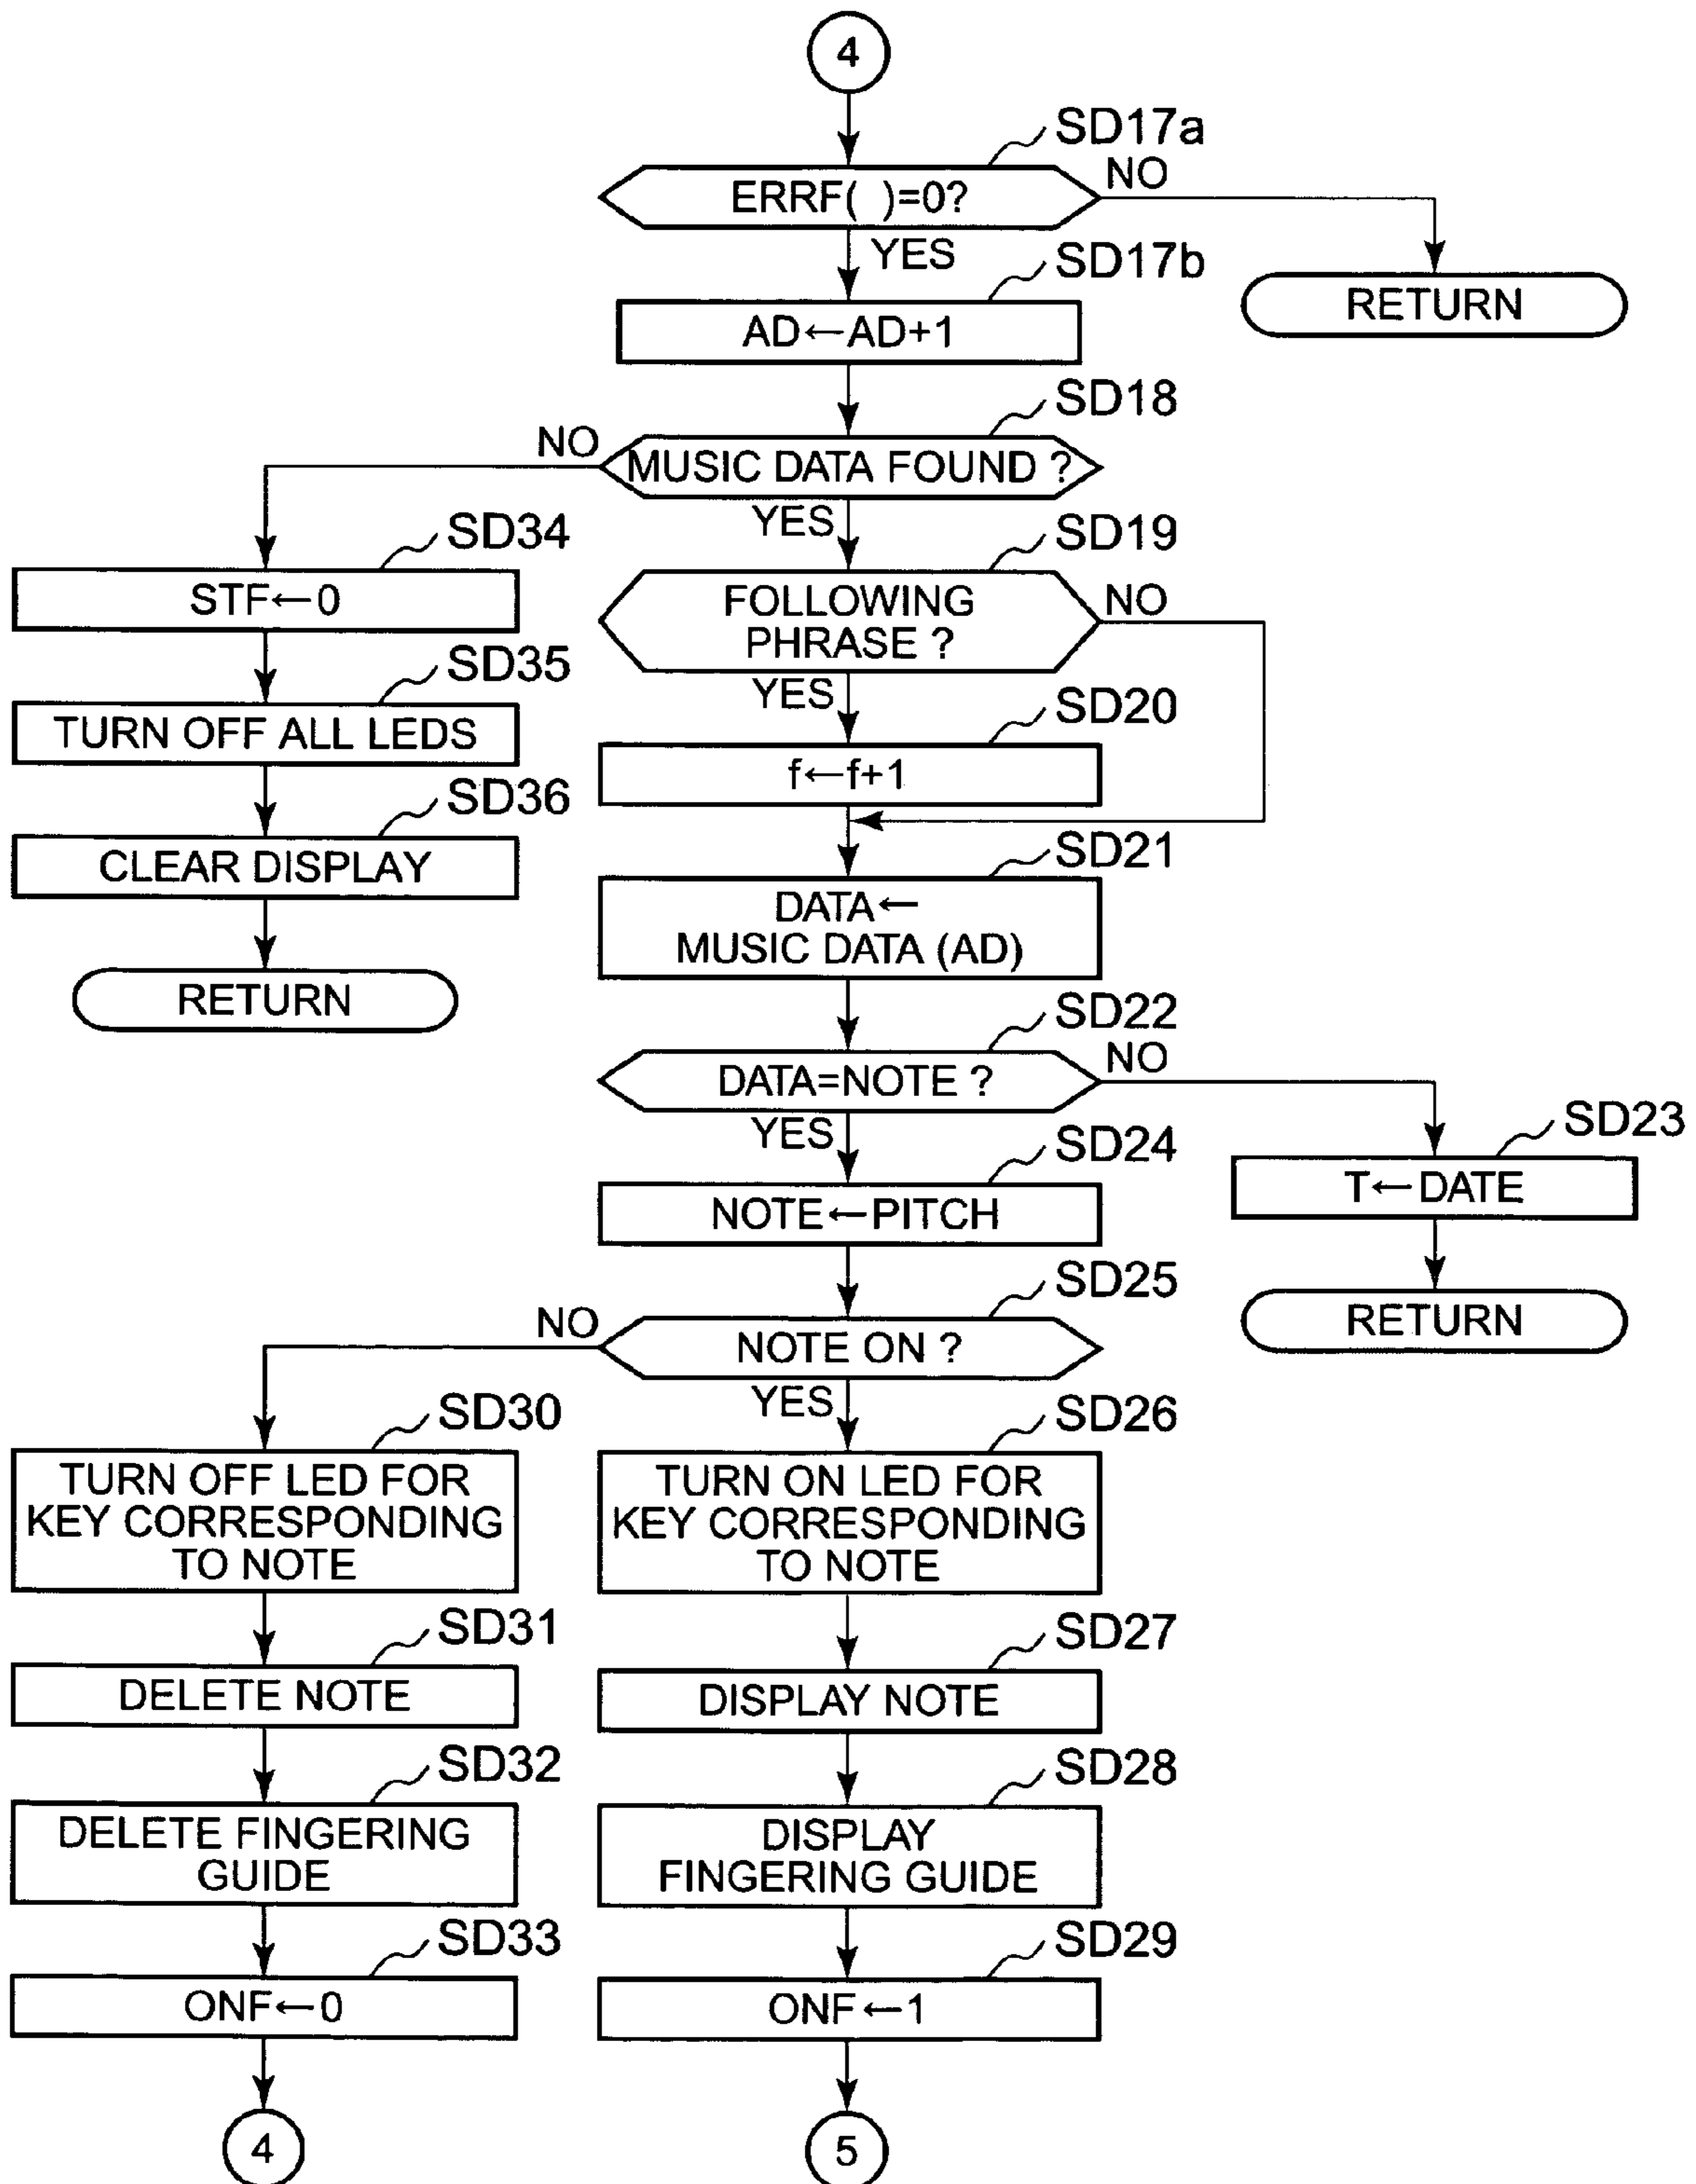 4
SD17a
ERRF( )=0?
NO
YES
SD17b
AD←AD+1
RETURN
SD18
NO
MUSIC DATA FOUND ?
YES
SD34
STF←0
SD19
FOLLOWING
PHRASE ?
NO
YES
SD35
TURN OFF ALL LEDS
SD20
f←f+1
SD36
CLEAR DISPLAY
SD21
DATA←
MUSIC DATA (AD)
RETURN
SD22
DATA=NOTE ?
NO
YES
SD23
T←DATE
SD24
NOTE←PITCH
RETURN
SD25
NO
NOTE ON ?
YES
SD30
TURN OFF LED FOR
KEY CORRESPONDING
TO NOTE
SD26
TURN ON LED FOR
KEY CORRESPONDING
TO NOTE
SD31
DELETE NOTE
SD27
DISPLAY NOTE
SD32
DELETE FINGERING
GUIDE
SD28
DISPLAY
FINGERING GUIDE
SD33
ONF←0
SD29
ONF←1
4
5